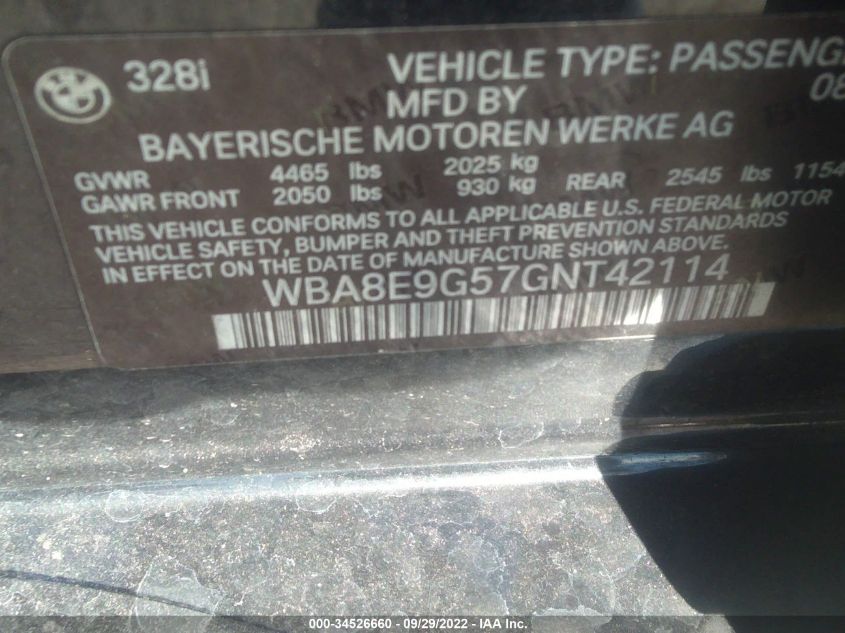 328i VEHICLE TYPE: PASSENG
MFD BY 08
BAYERISCHE MOTOREN WERKE AG
GVWR 4465 lbs 2025 kg
GAWR FRONT 2050 lbs 930 kg REAR 2545 lbs 1154
THIS VEHICLE CONFORMS TO ALL APPLICABLE U.S. FEDERAL MOTOR
VEHICLE SAFETY, BUMPER AND THEFT PREVENTION STANDARDS
IN EFFECT ON THE DATE OF MANUFACTURE SHOWN ABOVE.
WBA8E9G57GNT42114
000-34526660 - 09/29/2022 - IAA Inc.